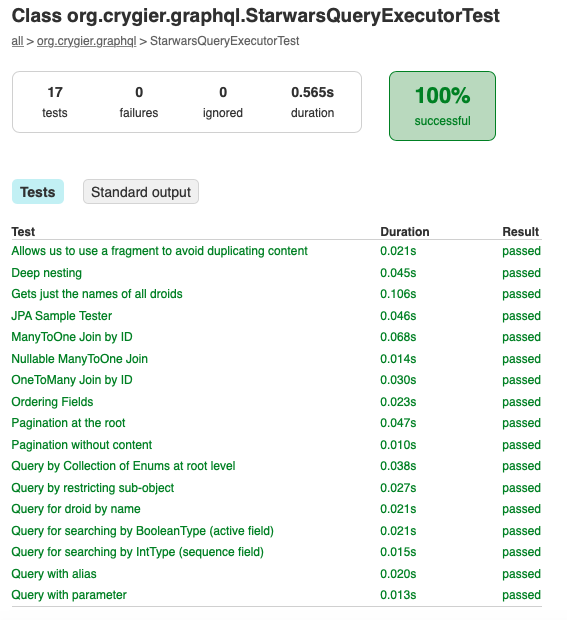 Class org.crygier.graphql.StarwarsQueryExecutorTest
all > org.crygier.graphql > StarwarsQueryExecutorTest
17 0 0 0.565s
tests failures ignored duration
100%
successful
Tests Standard output
Test Duration Result
Allows us to use a fragment to avoid duplicating content 0.021s passed
Deep nesting 0.045s passed
Gets just the names of all droids 0.106s passed
JPA Sample Tester 0.046s passed
ManyToOne Join by ID 0.068s passed
Nullable ManyToOne Join 0.014s passed
OneToMany Join by ID 0.030s passed
Ordering Fields 0.023s passed
Pagination at the root 0.047s passed
Pagination without content 0.010s passed
Query by Collection of Enums at root level 0.038s passed
Query by restricting sub-object 0.027s passed
Query for droid by name 0.021s passed
Query for searching by BooleanType (active field) 0.021s passed
Query for searching by IntType (sequence field) 0.015s passed
Query with alias 0.020s passed
Query with parameter 0.013s passed